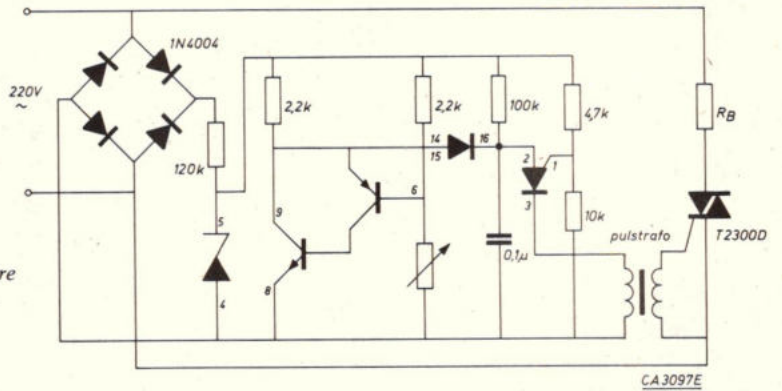 1N4004
220V
~
120k
2,2k
2,2k
100k
4,7k
RB
14
15
16
2
1
3
5
4
9
8
6
0,1µ
10k
pulstrafo
T2300D
re
CA3097E